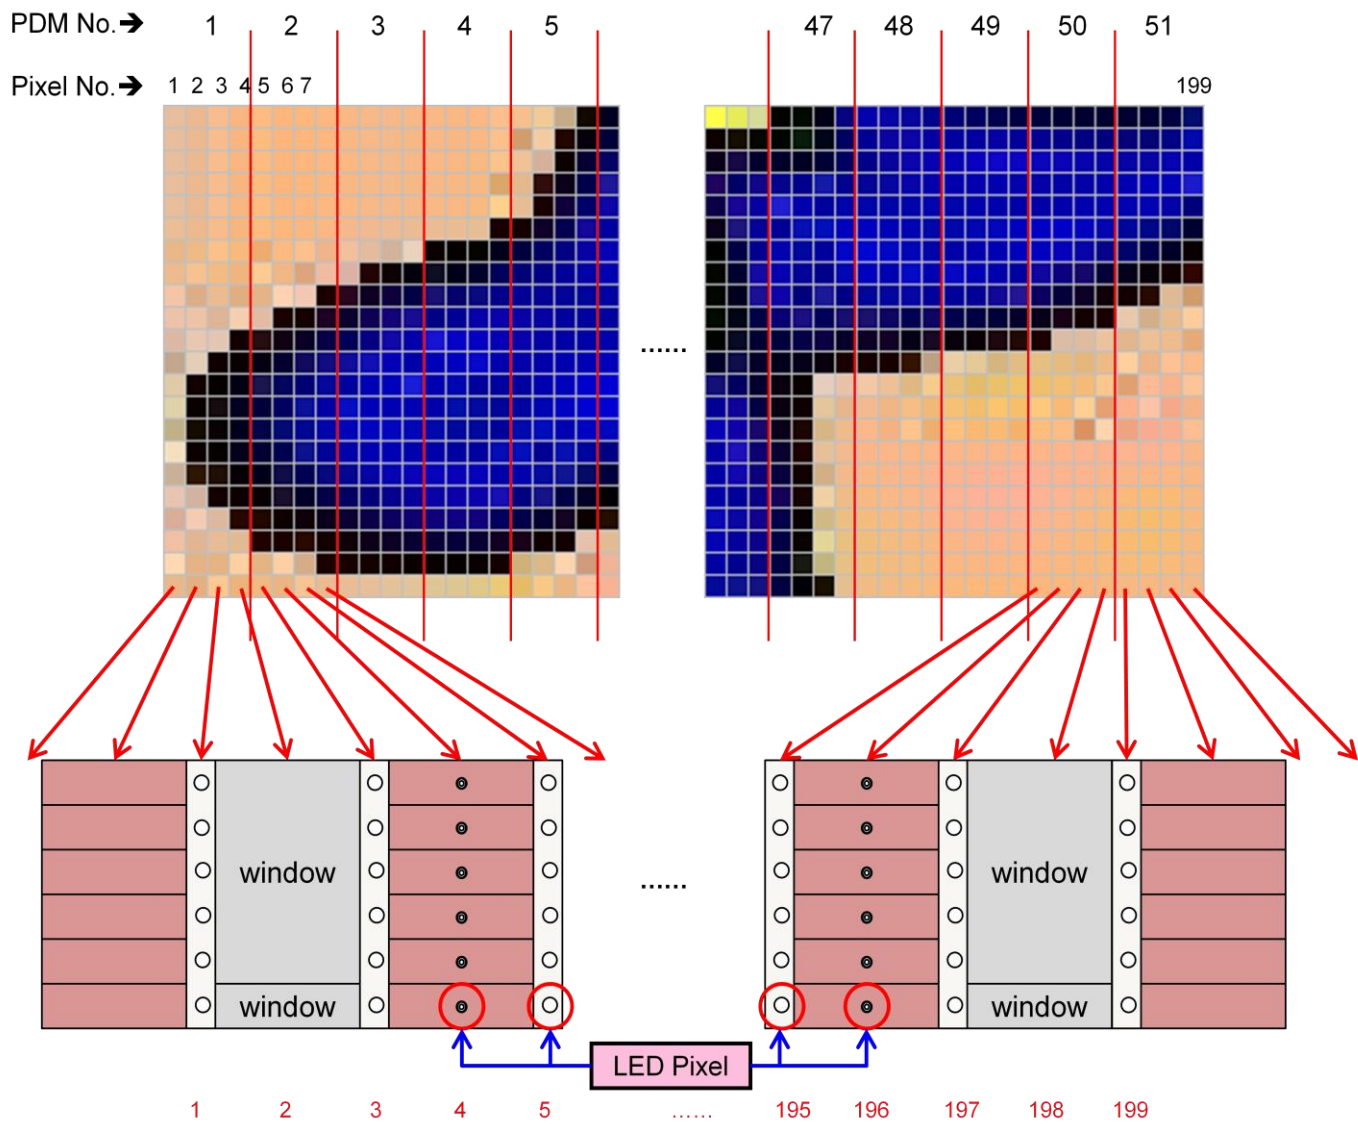 PDM No.➔ 1 2 3 4 5 47 48 49 50 51
Pixel No.➔ 1 2 3 4 5 6 7 199
......
window window
......
window window
LED Pixel
1 2 3 4 5 ...... 195 196 197 198 199